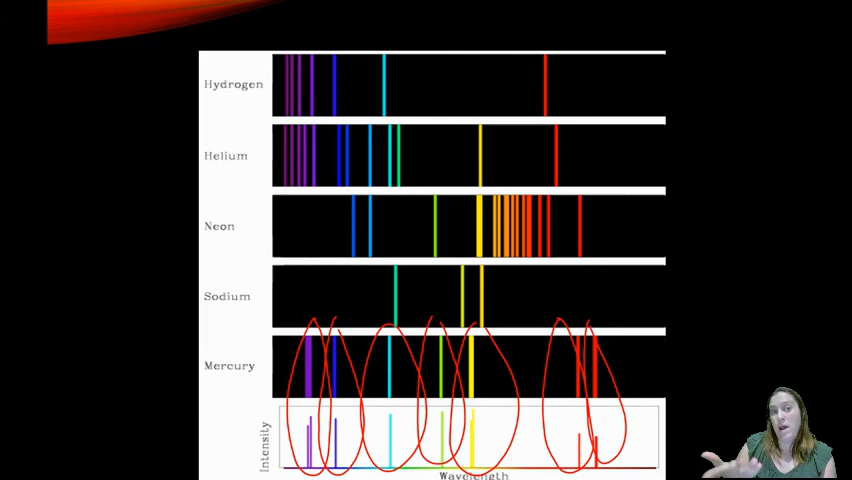 Hydrogen
Helium
Neon
Sodium
Mercury
Intensity
Wavelength